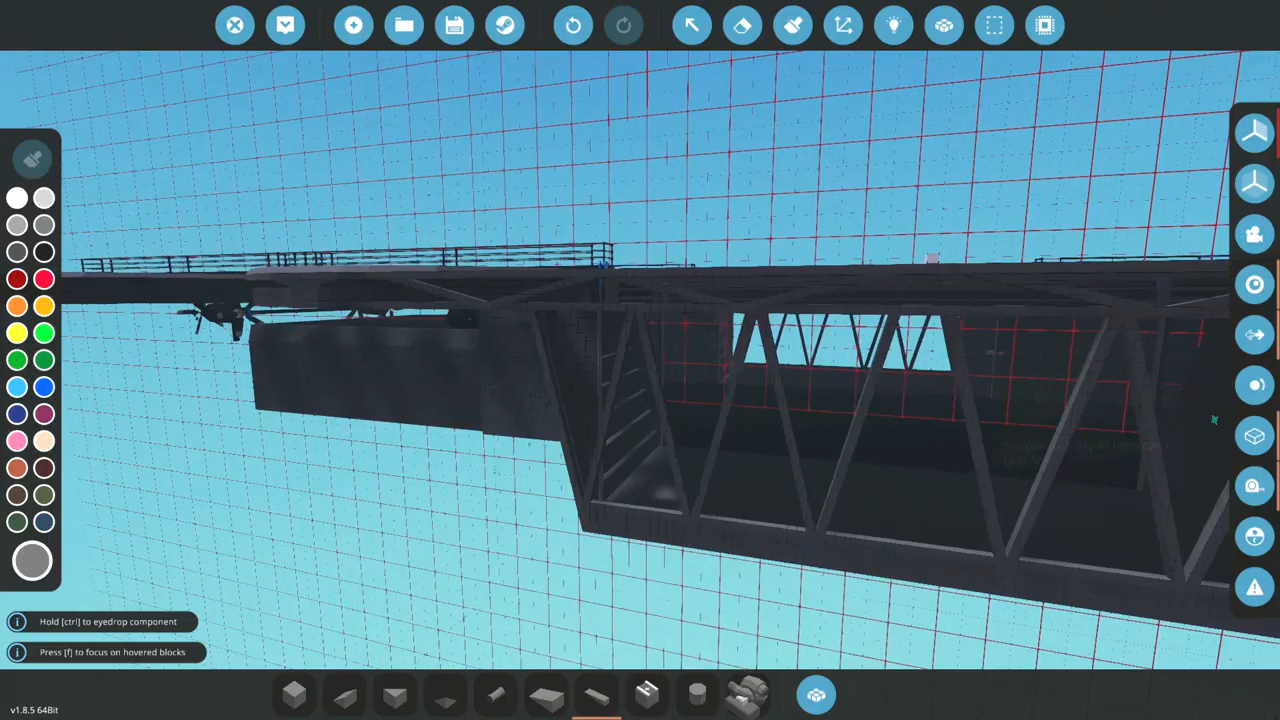 Hold [ctrl] to eyedrop component
Press [f] to focus on hovered blocks
v1.8.5 64Bit